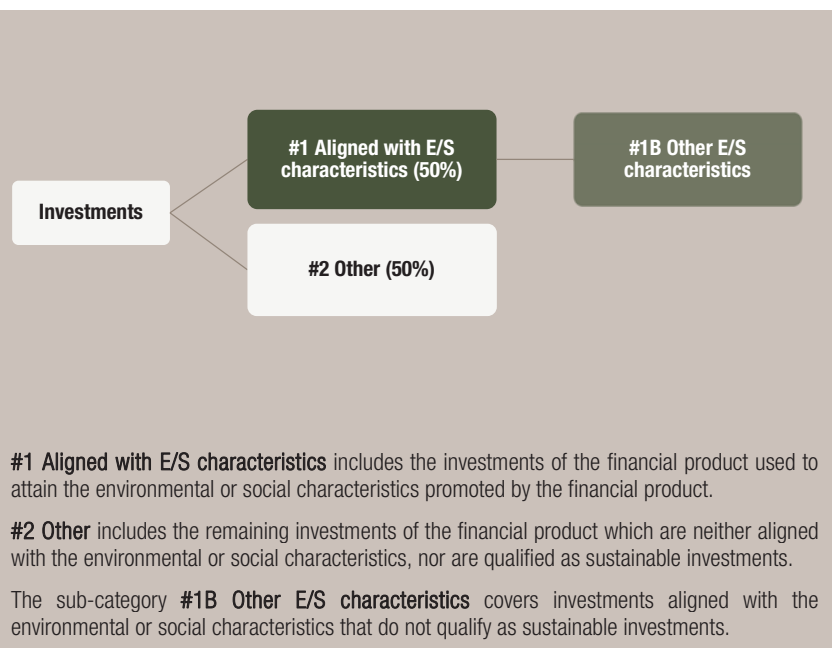 #1 Aligned with E/S
characteristics (50%)
#1B Other E/S
characteristics
Investments
#2 Other (50%)
#1 Aligned with E/S characteristics includes the investments of the financial product used to
attain the environmental or social characteristics promoted by the financial product.
#2 Other includes the remaining investments of the financial product which are neither aligned
with the environmental or social characteristics, nor are qualified as sustainable investments.
The sub-category #1B Other E/S characteristics covers investments aligned with the
environmental or social characteristics that do not qualify as sustainable investments.